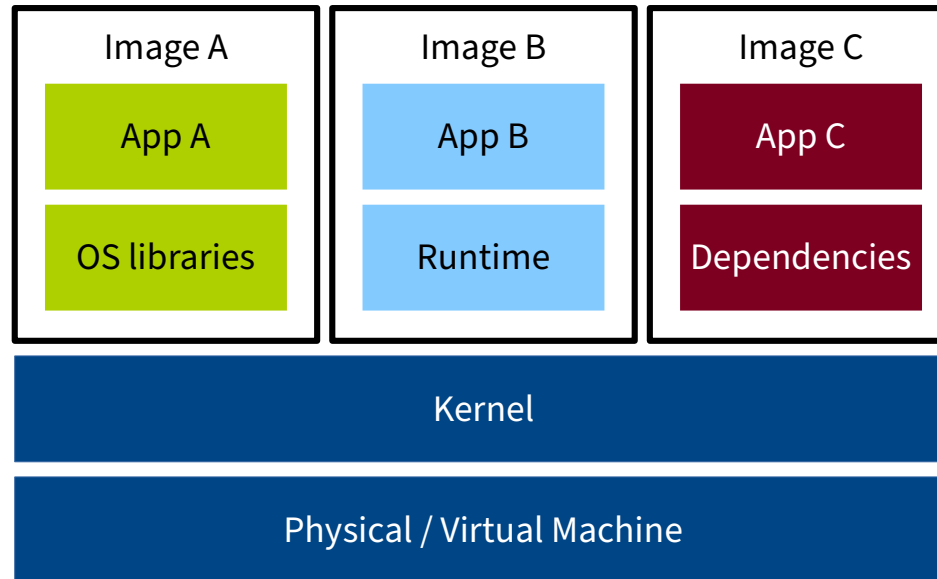 Image A
Image B
Image C
App A
App B
App C
OS libraries
Runtime
Dependencies
Kernel
Physical / Virtual Machine